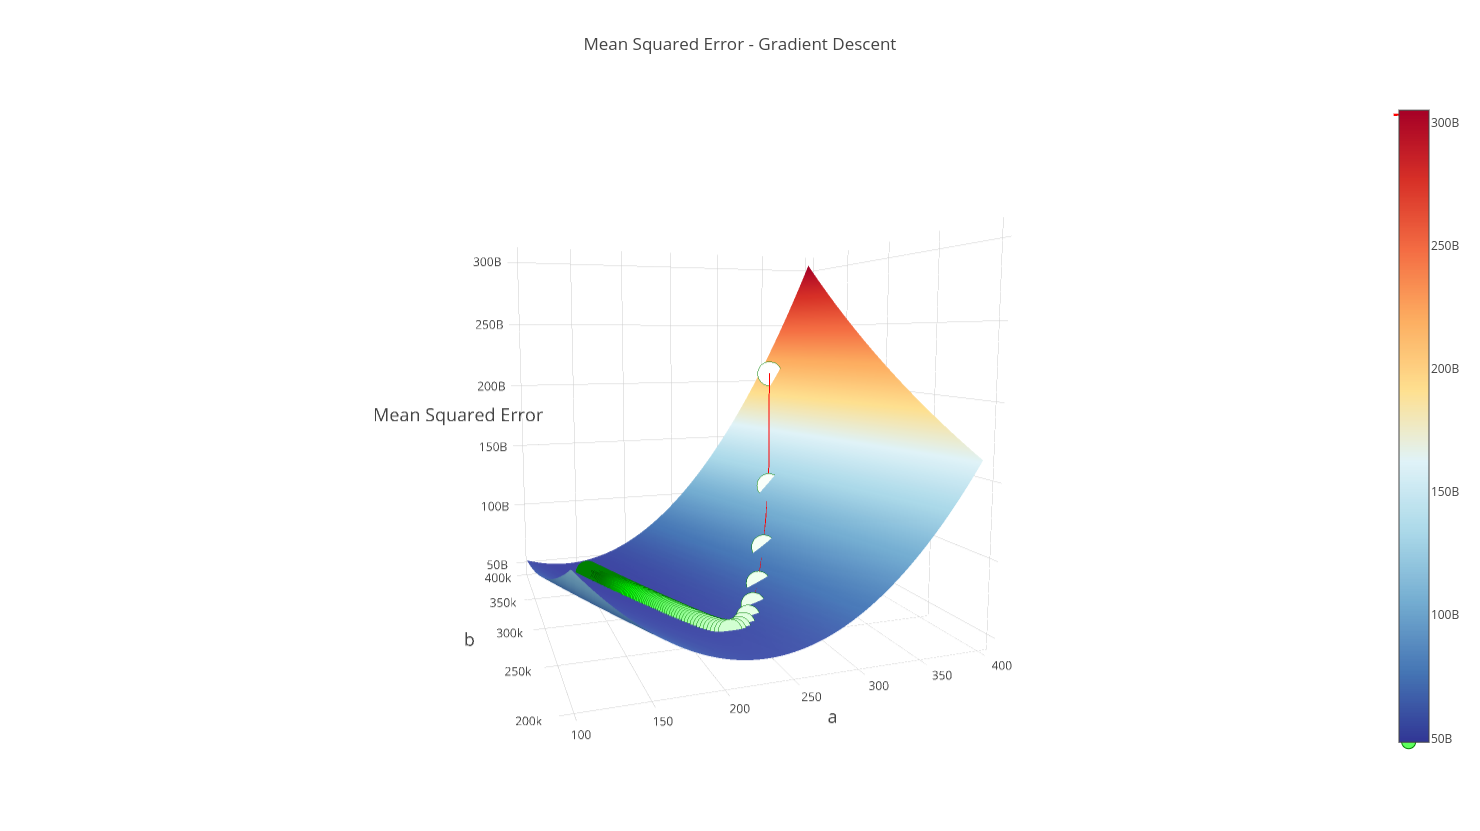 Mean Squared Error - Gradient Descent
300B
250B
200B
150B
100B
50B
Mean Squared Error
400k
350k
300k
250k
200k
b
100
150
200
250
300
350
400
a
300B
250B
200B
150B
100B
50B